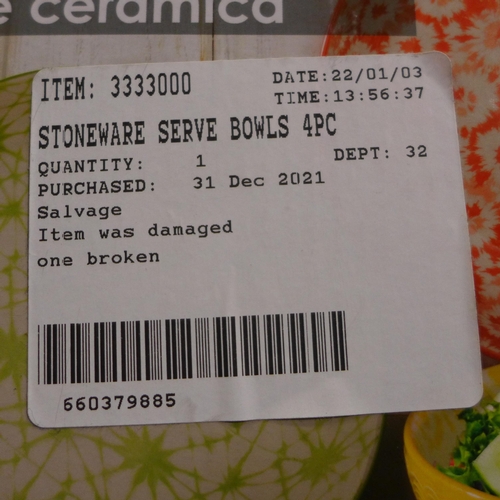 e cerámica
ITEM: 3333000 DATE:22/01/03
TIME:13:56:37
STONEWARE SERVE BOWLS 4PC
QUANTITY: 1 DEPT: 32
PURCHASED: 31 Dec 2021
Salvage
Item was damaged
one broken
660379885